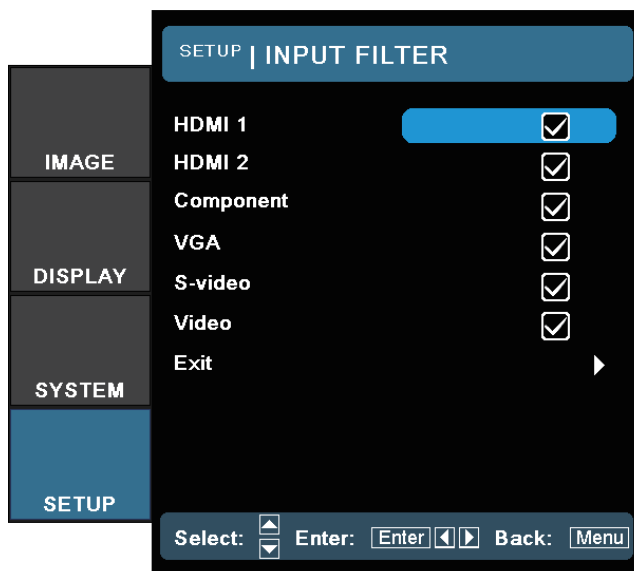 SETUP | INPUT FILTER
IMAGE
DISPLAY
SYSTEM
SETUP
HDMI 1
HDMI 2
Component
VGA
S-video
Video
Exit
Select: Enter: Enter Back: Menu